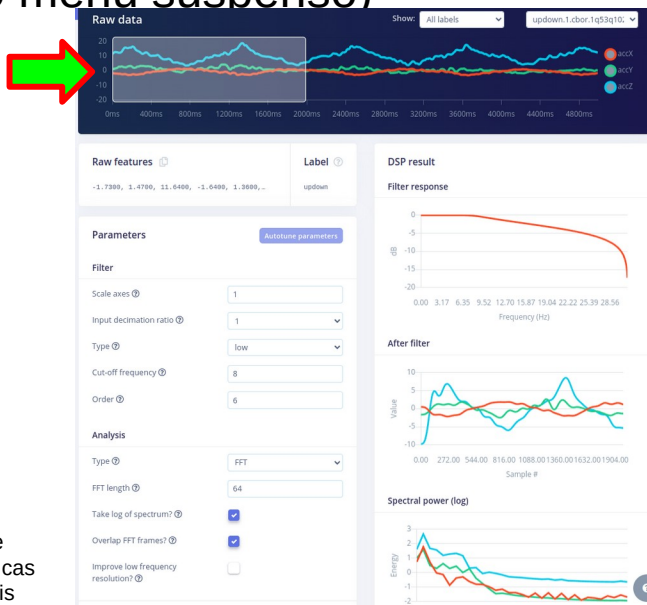 menu suspenso)
Raw data
Show:
All labels
updown.1.cbor.1q53q10
20
10
0
-10
-20
accX
accY
accZ
0ms 400ms 800ms 1200ms 1600ms 2000ms 2400ms 2800ms 3200ms 3600ms 4000ms 4400ms 4800ms
Raw features
Label
-1.7300, 1.4700, 11.6400, -1.6400, 1.3600,…
updown
Parameters
Autotune parameters
Filter
Scale axes
1
Input decimation ratio
1
Type
low
Cut-off frequency
8
Order
6
Analysis
Type
FFT
FFT length
64
Take log of spectrum?
Overlap FFT frames?
Improve low frequency
resolution?
DSP result
Filter response
0
-5
-10
-15
-20
dB
0.00 3.17 6.35 9.52 12.70 15.87 19.04 22.22 25.39 28.56
Frequency (Hz)
After filter
10
5
0
-5
-10
Value
0.00 272.00 544.00 816.00 1088.00 1360.00 1632.00 1904.00
Sample #
Spectral power (log)
3
2
1
0
-1
-2
Energy
e
cas
is